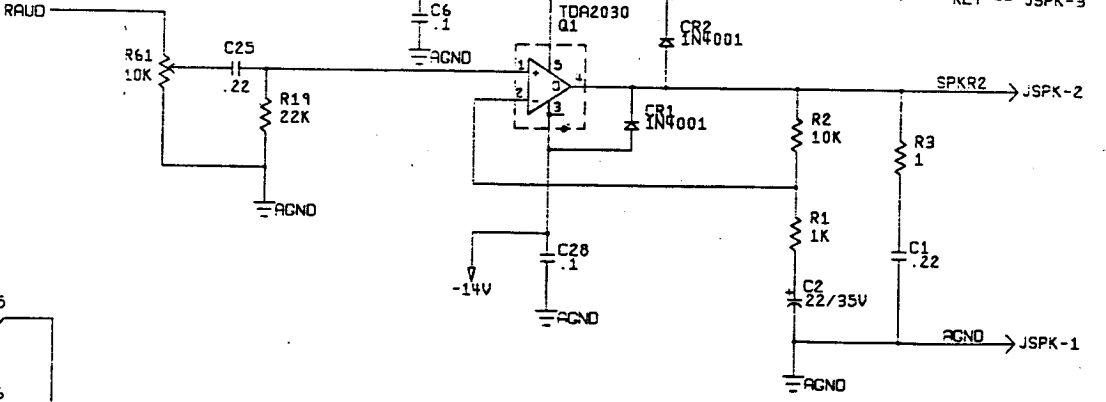 RAUD
C6
.1
AGND
TDA2030
Q1
CR2
1N4001
JSPK-3
R61
10K
C25
.22
R19
22K
AGND
1
2
5
4
3
CR1
1N4001
SPKR2
JSPK-2
R2
10K
R3
1
R1
1K
C28
.1
-14V
AGND
C1
.22
C2
22/35V
+
AGND
JSPK-1
AGND